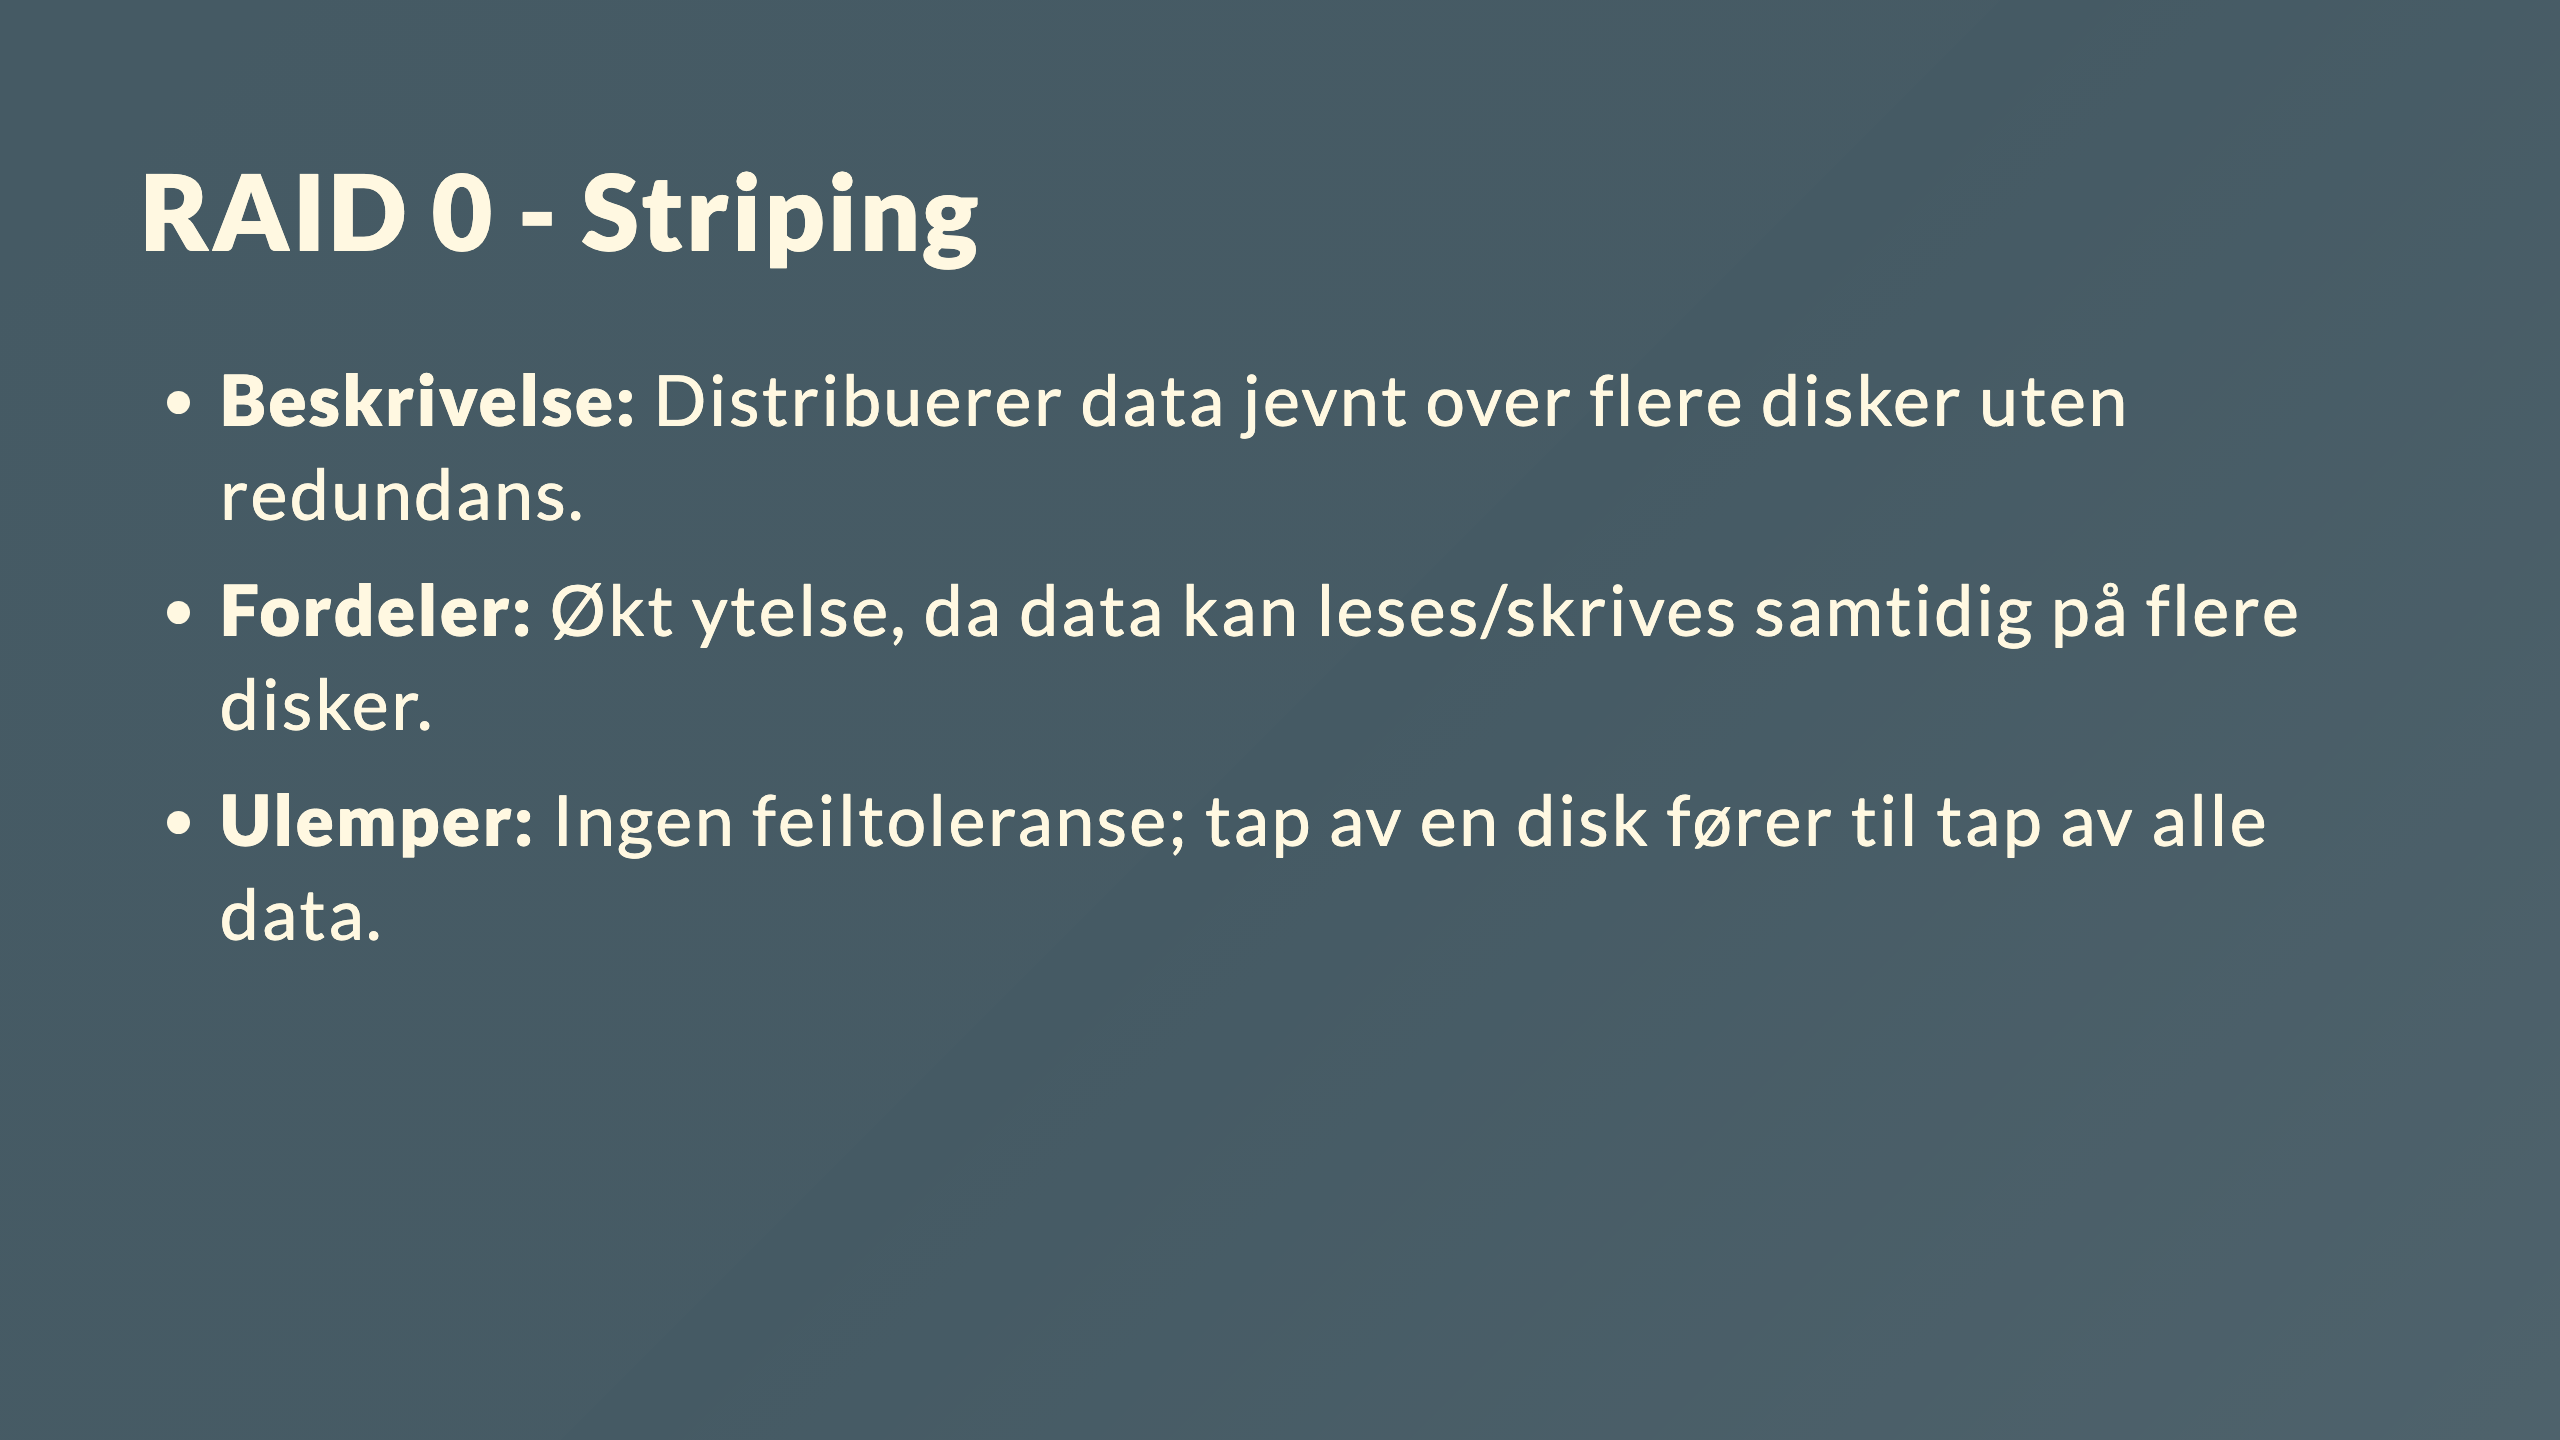 RAID 0 - Striping
• Beskrivelse: Distribuerer data jevnt over flere disker uten
redundans.
• Fordeler: Økt ytelse, da data kan leses/skrives samtidig på flere
disker.
• Ulemper: Ingen feiltoleranse; tap av en disk fører til tap av alle
data.